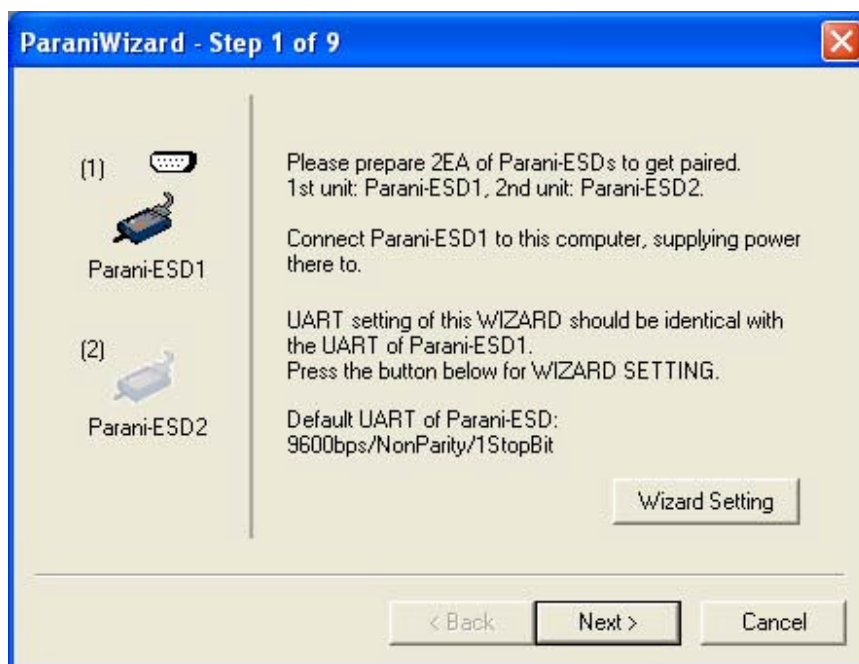 ParaniWizard - Step 1 of 9
(1)
Parani-ESD1
(2)
Parani-ESD2
Please prepare 2EA of Parani-ESDs to get paired.
1st unit: Parani-ESD1, 2nd unit: Parani-ESD2.
Connect Parani-ESD1 to this computer, supplying power
there to.
UART setting of this WIZARD should be identical with
the UART of Parani-ESD1.
Press the button below for WIZARD SETTING.
Default UART of Parani-ESD:
9600bps/NonParity/1StopBit
Wizard Setting
< Back
Next >
Cancel